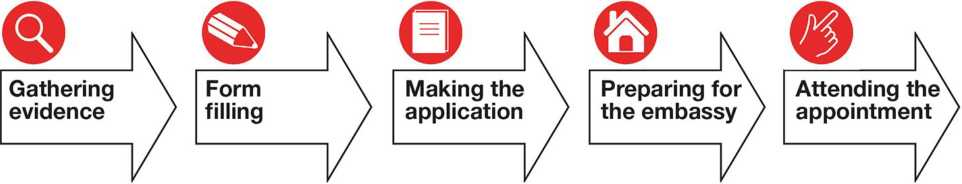 Gathering
evidence
Form
filling
Making the
application
Preparing for
the embassy
Attending the
appointment